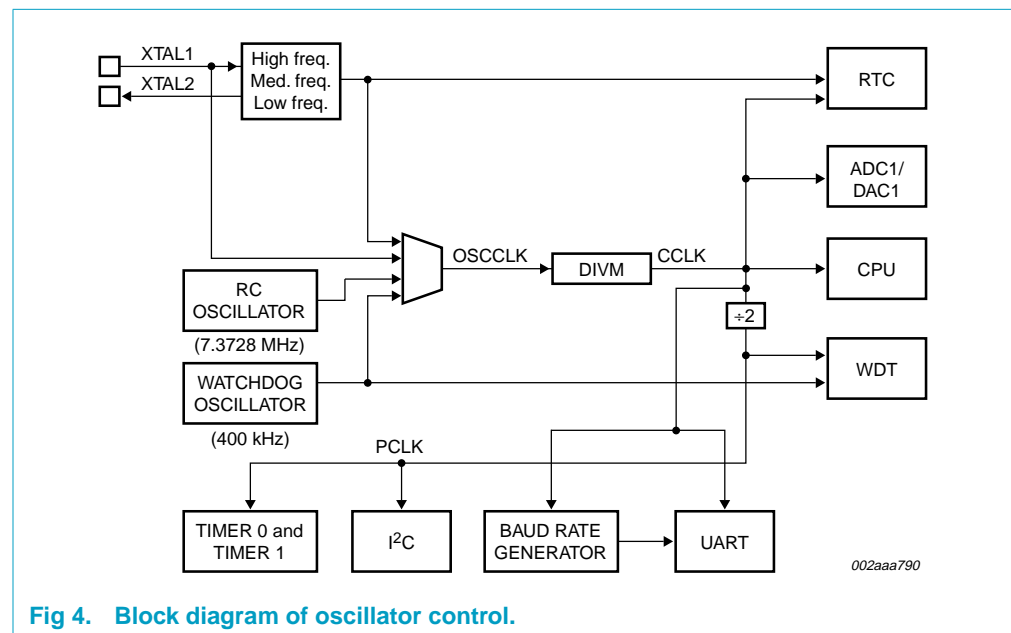 XTAL1
XTAL2
High freq.
Med. freq.
Low freq.
RTC
ADC1/
DAC1
OSCCLK
DIVM
CCLK
CPU
RC
OSCILLATOR
(7.3728 MHz)
÷2
WATCHDOG
OSCILLATOR
(400 kHz)
WDT
PCLK
TIMER 0 and
TIMER 1
I²C
BAUD RATE
GENERATOR
UART
002aaa790
Fig 4. Block diagram of oscillator control.